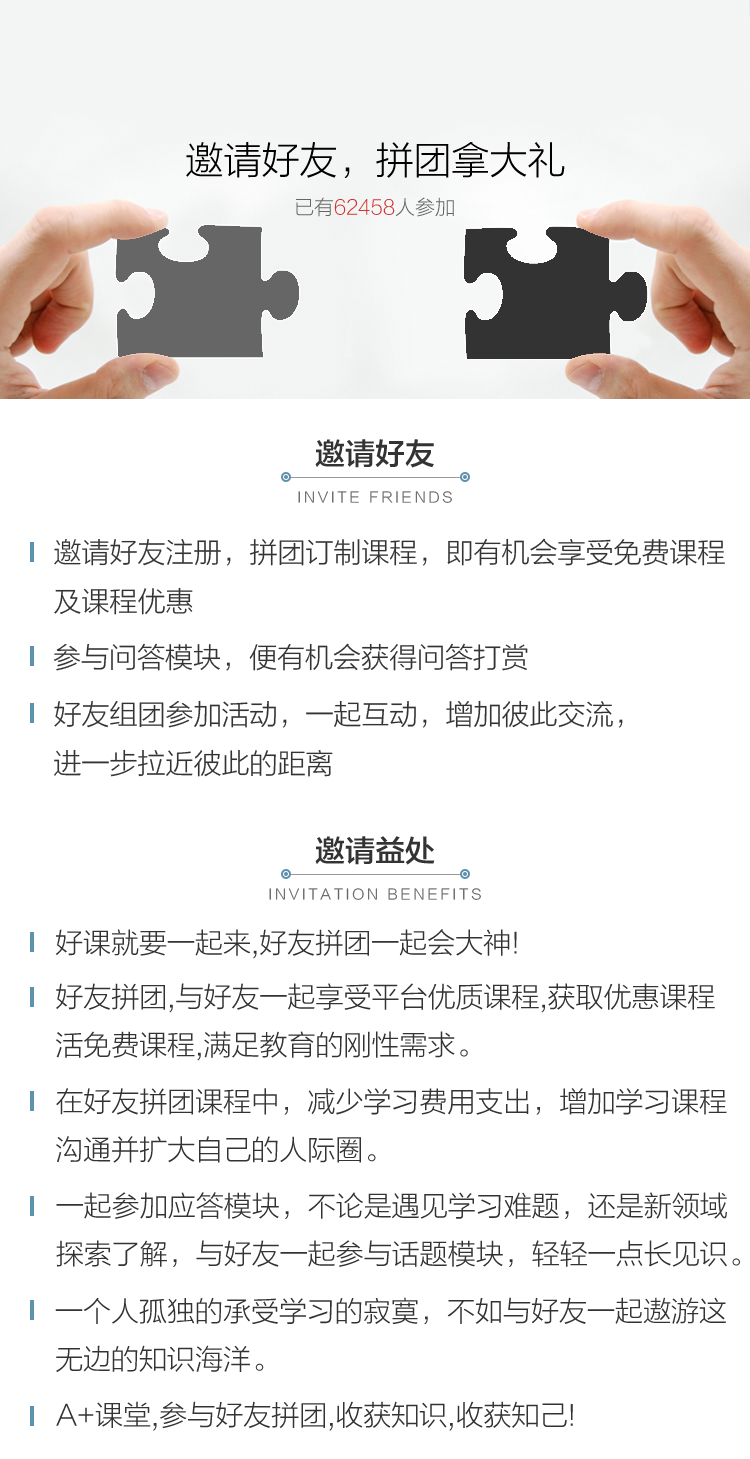 邀请好友，拼团拿大礼
已有62458人参加
邀请好友
INVITE FRIENDS
邀请好友注册，拼团订制课程，即有机会享受免费课程
及课程优惠
参与问答模块，便有机会获得问答打赏
好友组团参加活动，一起互动，增加彼此交流，
进一步拉近彼此的距离
邀请益处
INVITATION BENEFITS
好课就要一起来,好友拼团一起会大神!
好友拼团,与好友一起享受平台优质课程,获取优惠课程
活免费课程,满足教育的刚性需求。
在好友拼团课程中，减少学习费用支出，增加学习课程
沟通并扩大自己的人际圈。
一起参加应答模块，不论是遇见学习难题，还是新领域
探索了解，与好友一起参与话题模块，轻轻一点长见识。
一个人孤独的承受学习的寂寞，不如与好友一起遨游这
无边的知识海洋。
A+课堂,参与好友拼团,收获知识,收获知己!